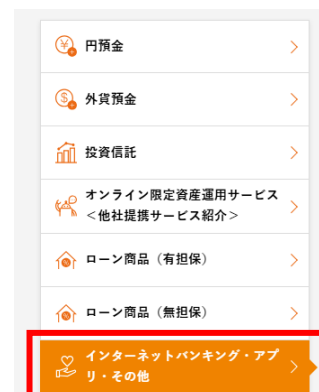 円預金
外貨預金
投資信託
オンライン限定資産運用サービス
＜他社提携サービス紹介＞
ローン商品（有担保）
ローン商品（無担保）
インターネットバンキング・アプ
リ・その他